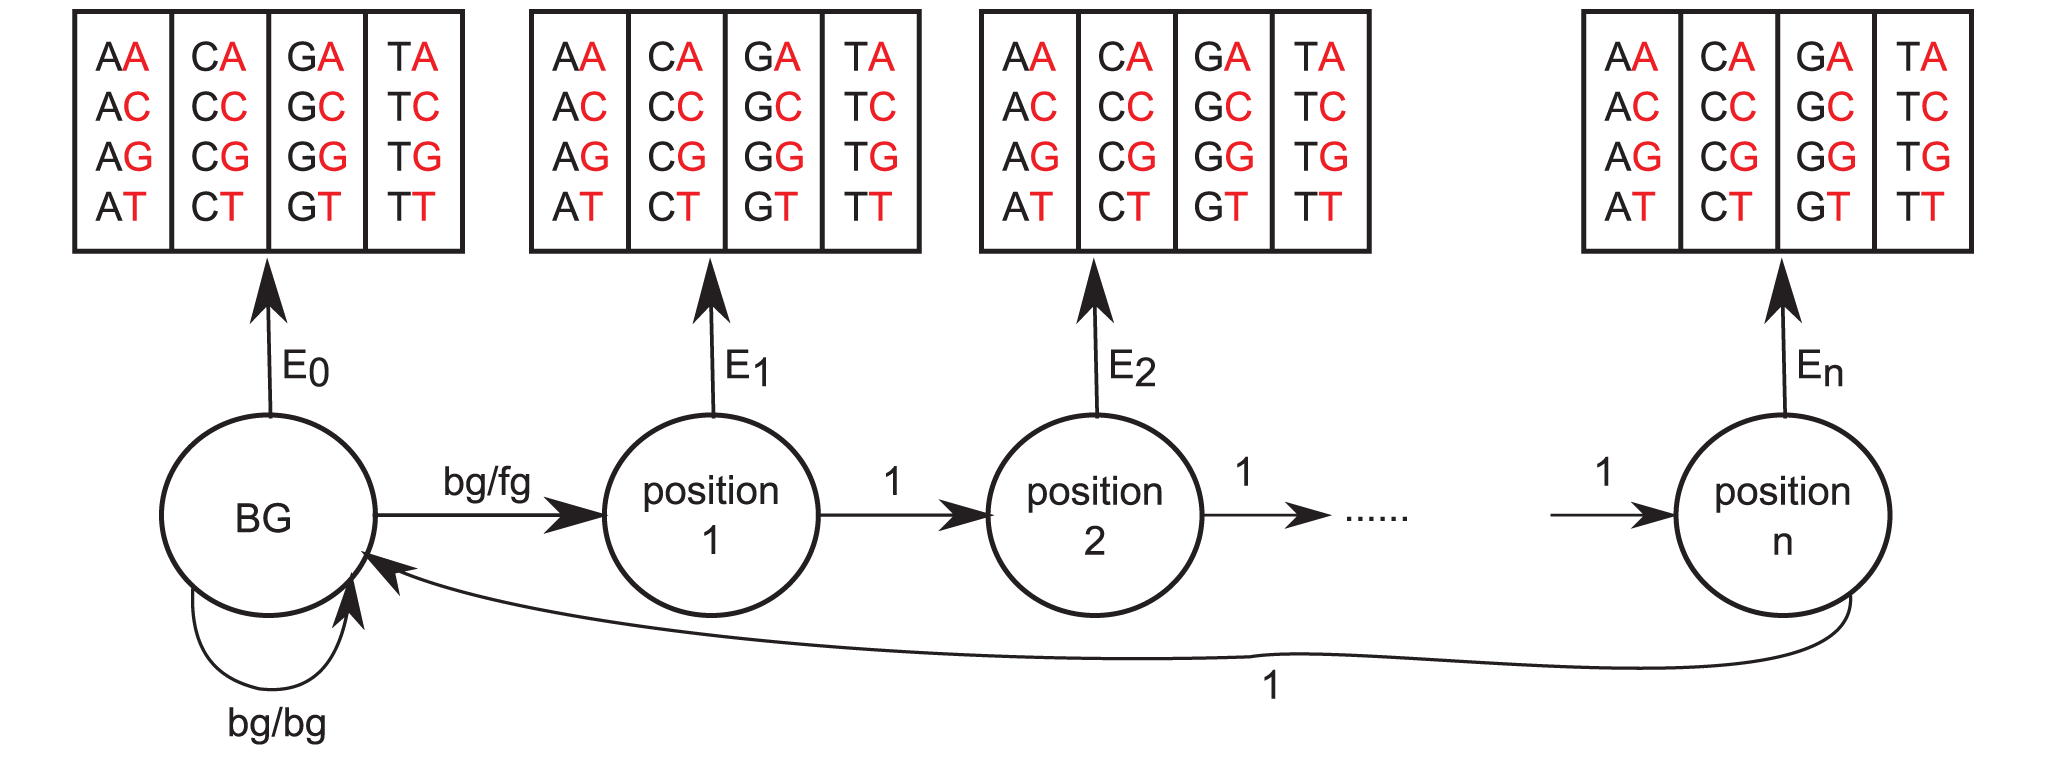 AA CA GA TA AA CA GA TA AA CA GA TA AA CA GA TA
AC CC GC TC AC CC GC TC AC CC GC TC AC CC GC TC
AG CG GG TG AG CG GG TG AG CG GG TG AG CG GG TG
AT CT GT TT AT CT GT TT AT CT GT TT AT CT GT TT
E0 E1 E2 En
bg/fg 1 1 1
BG position 1 position 2 ...... position n
1
bg/bg